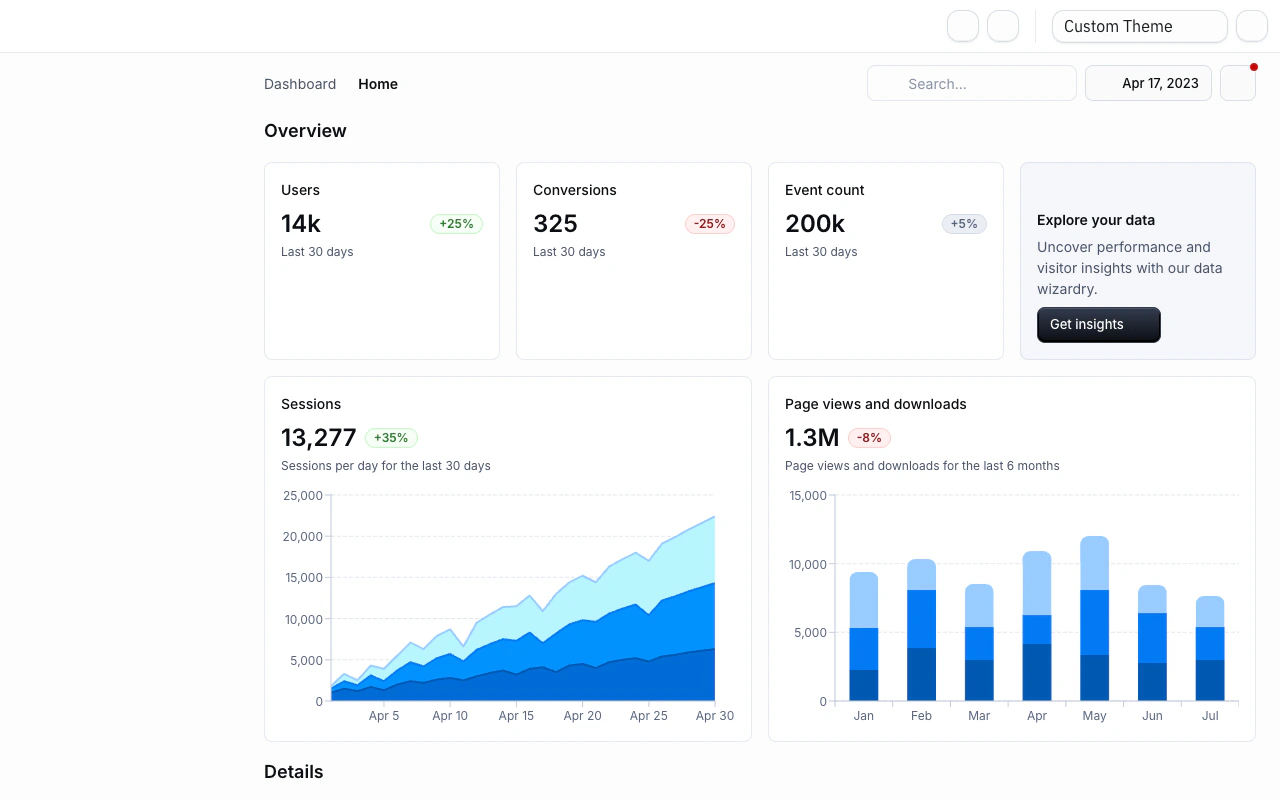 Custom Theme
Dashboard
Home
Search…
Apr 17, 2023
Overview
Users
14k
+25%
Last 30 days
Conversions
325
-25%
Last 30 days
Event count
200k
+5%
Last 30 days
Explore your data
Uncover performance and
visitor insights with our data
wizardry.
Get insights
Sessions
13,277
+35%
Sessions per day for the last 30 days
25,000
20,000
15,000
10,000
5,000
0
Apr 5
Apr 10
Apr 15
Apr 20
Apr 25
Apr 30
Page views and downloads
1.3M
-8%
Page views and downloads for the last 6 months
15,000
10,000
5,000
0
Jan
Feb
Mar
Apr
May
Jun
Jul
Details